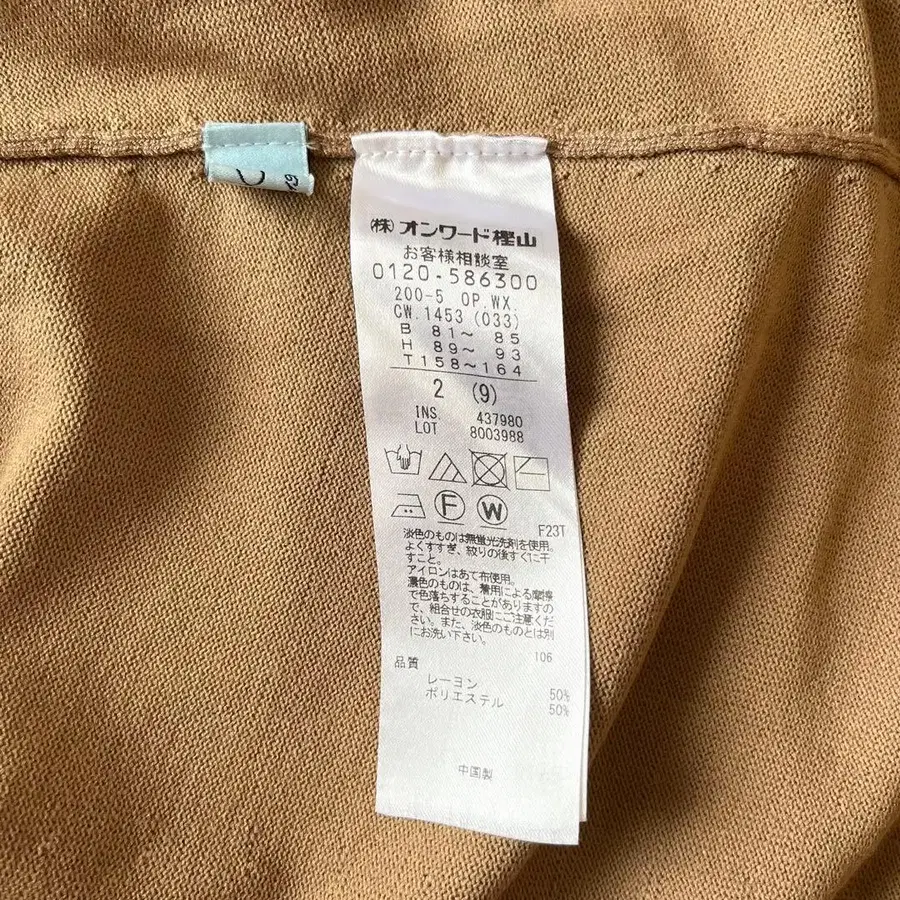 (株)オンワード樫山
お客様相談室
0120-586300
200-5 OP.WX.
CW.1453 (033)
B 81～ 85
H 89～ 93
T158～164
2 (9)
INS. 437980
LOT 8003988
F W
F23T
淡色のものは無蛍光洗剤を使用。
よくすすぎ、絞りの後すぐに干
すこと。
アイロンはあて布使用。
濃色のものは、着用による摩擦
で色落ちすることがありますの
で、組合せの衣服にご注意くだ
さい。また、淡色のものとは別
にお洗い下さい。
106
品質
レーヨン 50%
ポリエステル 50%
中国製